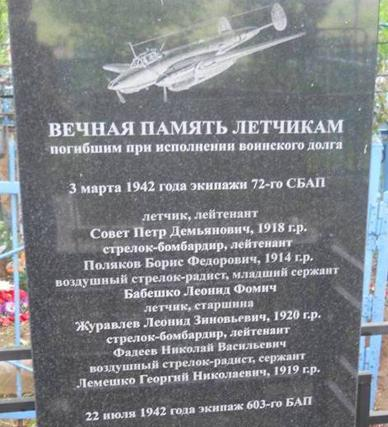 ВЕЧНАЯ ПАМЯТЬ ЛЕТЧИКАМ
погибшим при исполнении воинского долга
3 марта 1942 года экипажи 72-го СБАП
летчик, лейтенант
Совет Петр Демьянович, 1918 г.р.
стрелок-бомбардир, лейтенант
Поляков Борис Федорович, 1914 г.р.
воздушный стрелок-радист, младший сержант
Бабешко Леонид Фомич
летчик, старшина
Журавлев Леонид Зиновьевич, 1920 г.р.
стрелок-бомбардир, лейтенант
Фадеев Николай Васильевич
воздушный стрелок-радист, сержант
Лемешко Георгий Николаевич, 1919 г.р.
22 июля 1942 года экипаж 603-го БАП